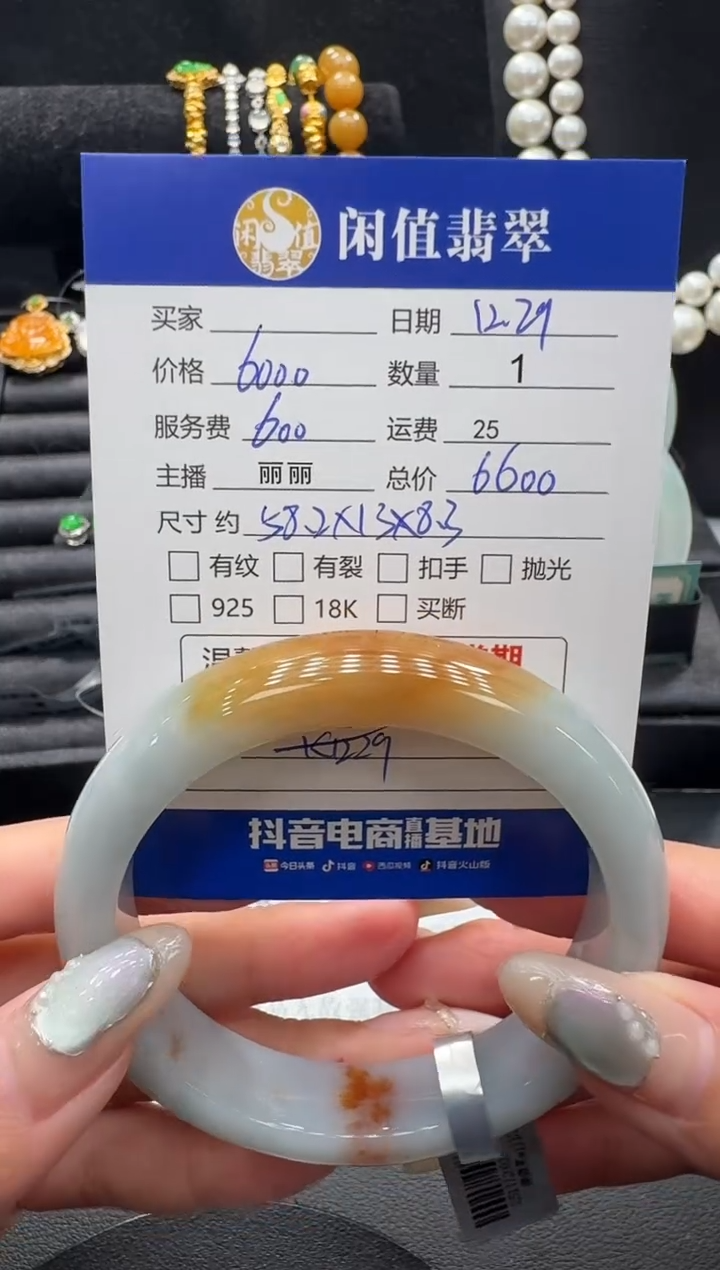 闲值翡翠
闲值翡翠
买家 日期 12.29
价格 6000 数量 1
服务费 600 运费 25
主播 丽丽 总价 6600
尺寸约 58.2X13X8.3
有纹 有裂 扣手 抛光
925 18K 买断
抖音电商直播基地
今日头条 抖音 西瓜视频 抖音火山版